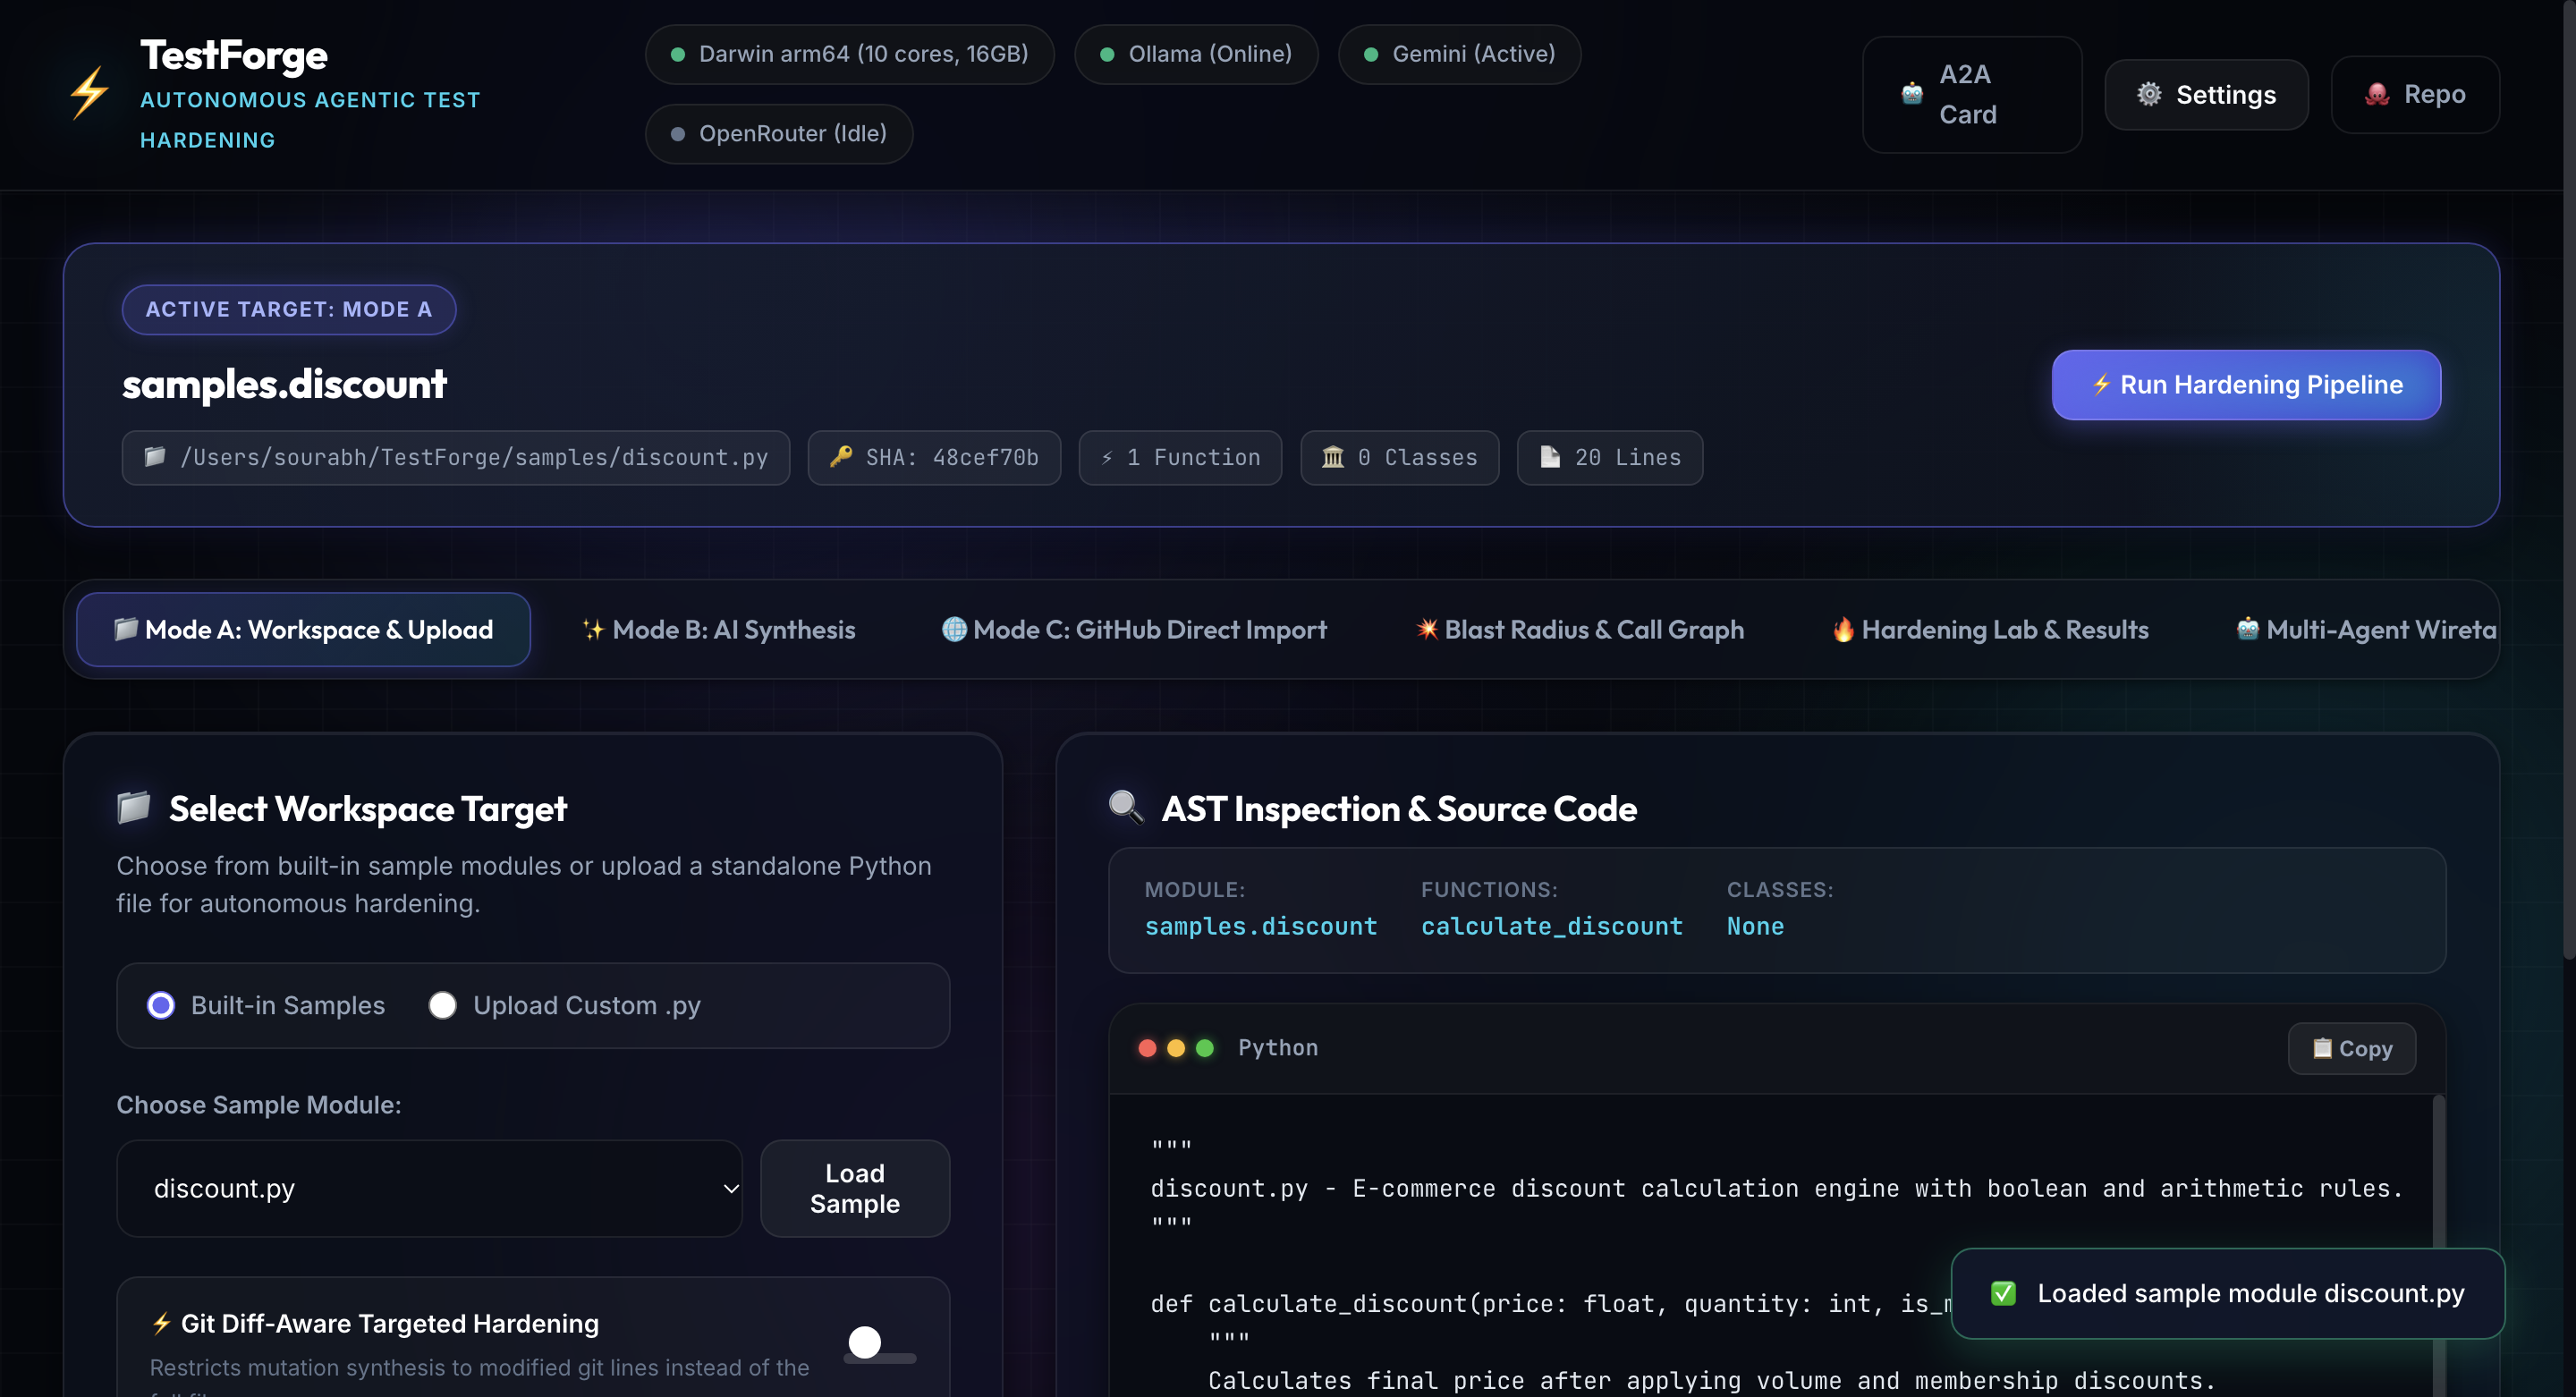 TestForge
AUTONOMOUS AGENTIC TEST
HARDENING
Darwin arm64 (10 cores, 16GB)
Ollama (Online)
Gemini (Active)
OpenRouter (Idle)
A2A
Card
Settings
Repo
ACTIVE TARGET: MODE A
samples.discount
/Users/sourabh/TestForge/samples/discount.py
SHA: 48cef70b
⚡ 1 Function
0 Classes
20 Lines
⚡ Run Hardening Pipeline
Mode A: Workspace & Upload
Mode B: AI Synthesis
Mode C: GitHub Direct Import
Blast Radius & Call Graph
Hardening Lab & Results
Multi-Agent Wireta
Select Workspace Target
Choose from built-in sample modules or upload a standalone Python
file for autonomous hardening.
Built-in Samples
Upload Custom .py
Choose Sample Module:
discount.py
Load
Sample
⚡ Git Diff-Aware Targeted Hardening
Restricts mutation synthesis to modified git lines instead of the
AST Inspection & Source Code
MODULE:
samples.discount
FUNCTIONS:
calculate_discount
CLASSES:
None
Python
Copy
"""
discount.py - E-commerce discount calculation engine with boolean and arithmetic rules.
"""
def calculate_discount(price: float, quantity: int, is_m
"""
Calculates final price after applying volume and membership discounts.
Loaded sample module discount.py